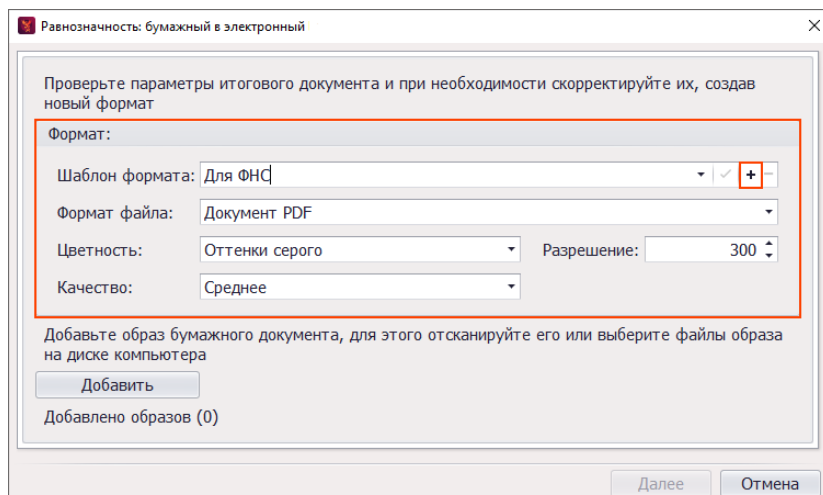 Равнозначность: бумажный в электронный
Проверьте параметры итогового документа и при необходимости скорректируйте их, создав
новый формат
Формат:
Шаблон формата: Для ФНС
Формат файла: Документ PDF
Цветность: Оттенки серого Разрешение: 300
Качество: Среднее
Добавьте образ бумажного документа, для этого отсканируйте его или выберите файлы образа
на диске компьютера
Добавить
Добавлено образов (0)
Далее Отмена